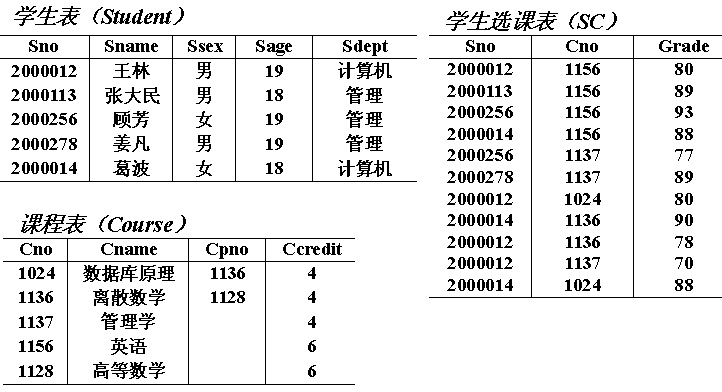 学生表（Student）
Sno Sname Ssex Sage Sdept
2000012 王林 男 19 计算机
2000113 张大民 男 18 管理
2000256 顾芳 女 19 管理
2000278 姜凡 男 19 管理
2000014 葛波 女 18 计算机
课程表（Course）
Cno Cname Cpno Ccredit
1024 数据库原理 1136 4
1136 离散数学 1128 4
1137 管理学 4
1156 英语 6
1128 高等数学 6
学生选课表（SC）
Sno Cno Grade
2000012 1156 80
2000113 1156 89
2000256 1156 93
2000014 1156 88
2000256 1137 77
2000278 1137 89
2000012 1024 80
2000014 1136 90
2000012 1136 78
2000012 1137 70
2000014 1024 88